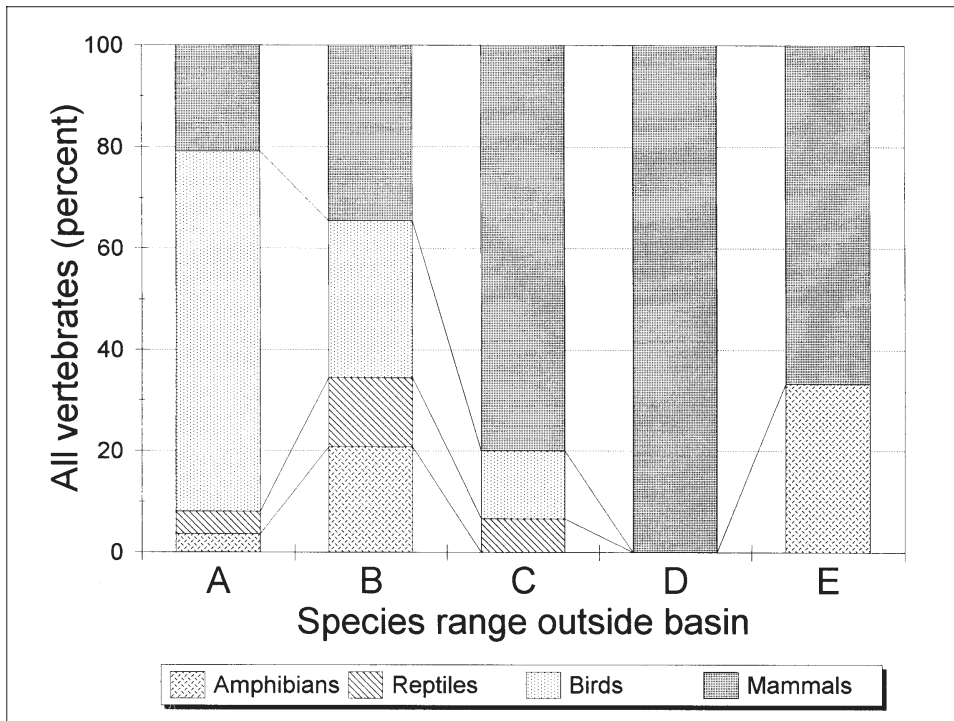 All vertebrates (percent)
100
80
60
40
20
0
A B C D E
Species range outside basin
Amphibians Reptiles Birds Mammals